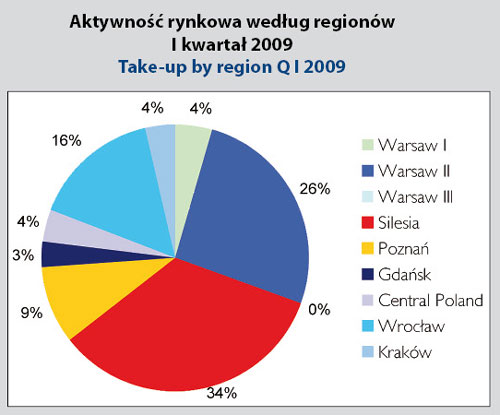 Aktywność rynkowa według regionów
I kwartał 2009
Take-up by region Q I 2009
4%
4%
16%
26%
4%
3%
0%
9%
34%
Warsaw I
Warsaw II
Warsaw III
Silesia
Poznań
Gdańsk
Central Poland
Wrocław
Kraków